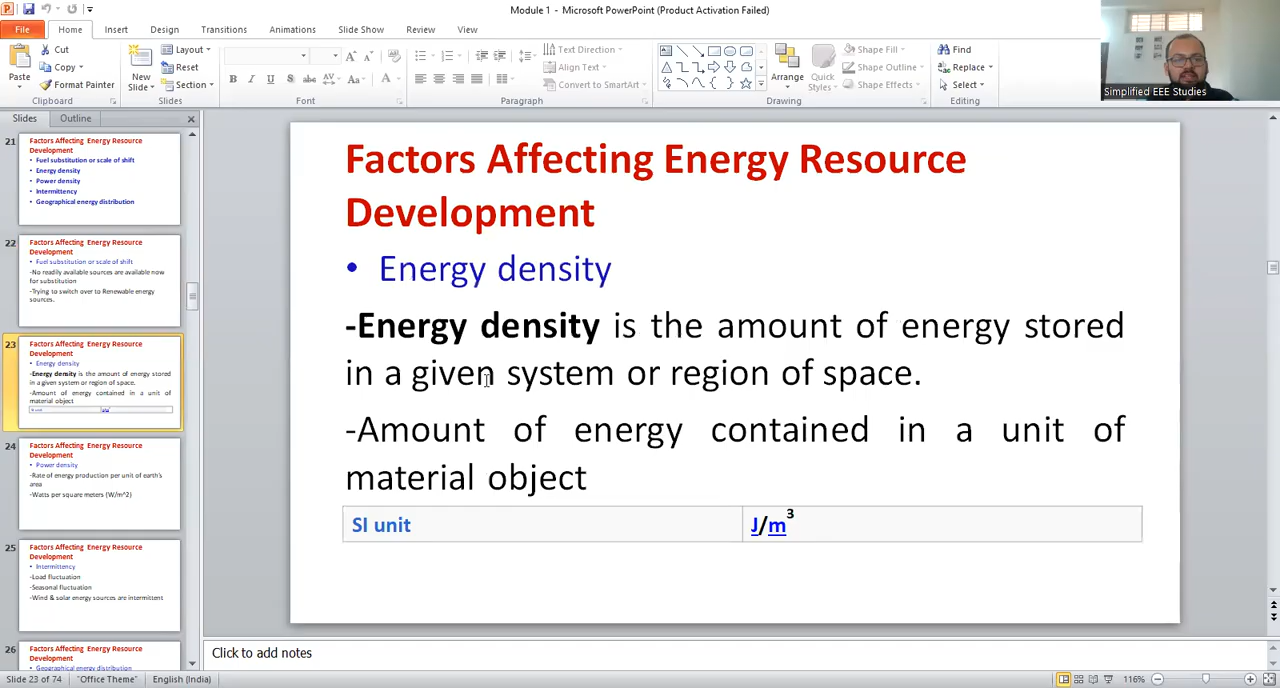 Module 1 - Microsoft PowerPoint (Product Activation Failed)
File Home Insert Design Transitions Animations Slide Show Review View
Paste
Cut
Copy
Format Painter
Clipboard
New Slide
Layout
Reset
Section
Slides
Font
Text Direction
Align Text
Convert to SmartArt
Paragraph
Arrange
Quick Styles
Shape Fill
Shape Outline
Shape Effects
Drawing
Find
Replace
Select
Editing
Simplified EEE Studies
Slides Outline
21
Factors Affecting Energy Resource
Development
• Fuel substitution or scale of shift
• Energy density
• Power density
• Intermittency
• Geographical energy distribution
22
Factors Affecting Energy Resource
Development
• Fuel substitution or scale of shift
-No readily available sources are available now
for substitution
-Trying to switch over to Renewable energy
sources.
23
Factors Affecting Energy Resource
Development
• Energy density
-Energy density is the amount of energy stored
in a given system or region of space.
-Amount of energy contained in a unit of
material object
SI unit J/m³
24
Factors Affecting Energy Resource
Development
• Power density
-Rate of energy production per unit of earth's
area
-Watts per square meters (W/m^2)
25
Factors Affecting Energy Resource
Development
• Intermittency
-Load fluctuation
-Seasonal fluctuation
-Wind & solar energy sources are intermittent
26
Factors Affecting Energy Resource
Development
• Geographical energy distribution
Factors Affecting Energy Resource
Development
• Energy density
-Energy density is the amount of energy stored
in a given system or region of space.
-Amount of energy contained in a unit of
material object
SI unit J/m³
Click to add notes
Slide 23 of 74 "Office Theme" English (India) 116%